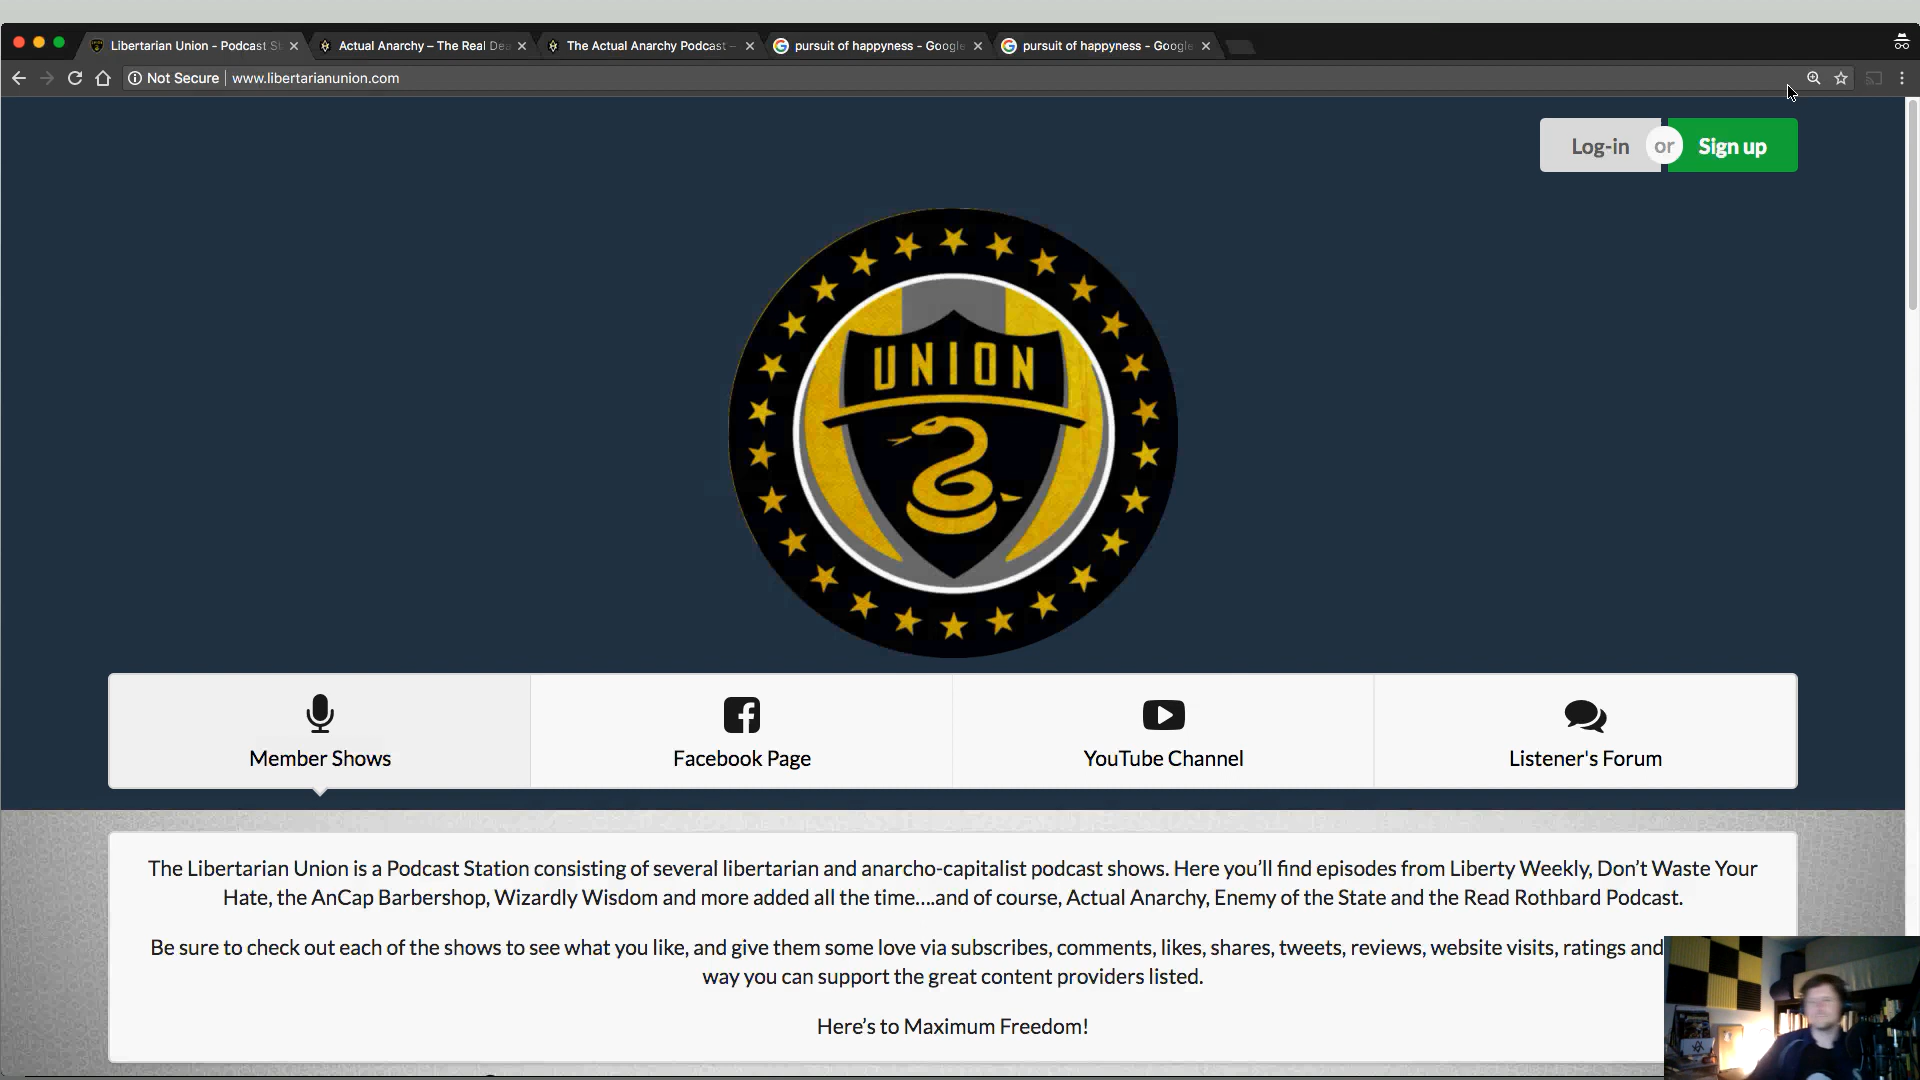 Libertarian Union - Podcast S
Actual Anarchy – The Real Dea
The Actual Anarchy Podcast –
pursuit of happyness - Google
pursuit of happyness - Google
Not Secure
www.libertarianunion.com
Log-in
or
Sign up
UNION
Member Shows
Facebook Page
YouTube Channel
Listener's Forum
The Libertarian Union is a Podcast Station consisting of several libertarian and anarcho-capitalist podcast shows. Here you’ll find episodes from Liberty Weekly, Don’t Waste Your
Hate, the AnCap Barbershop, Wizardly Wisdom and more added all the time....and of course, Actual Anarchy, Enemy of the State and the Read Rothbard Podcast.
Be sure to check out each of the shows to see what you like, and give them some love via subscribes, comments, likes, shares, tweets, reviews, website visits, ratings and
way you can support the great content providers listed.
Here’s to Maximum Freedom!